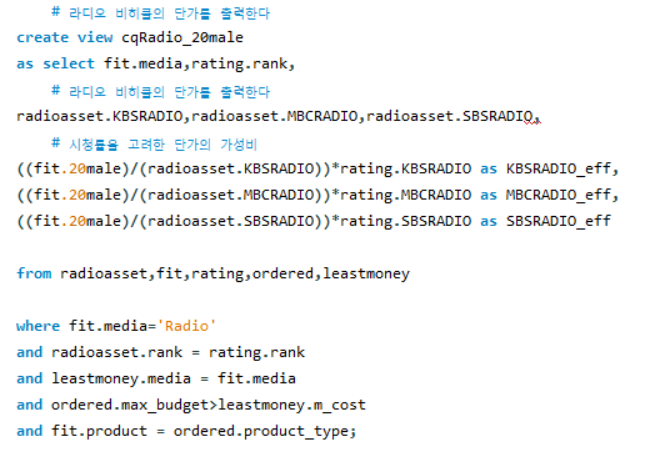 # 라디오 비히클의 단가를 출력한다
create view cqRadio_20male
as select fit.media,rating.rank,
# 라디오 비히클의 단가를 출력한다
radioasset.KBSRADIO,radioasset.MBCRADIO,radioasset.SBSRADIO,
# 시청률을 고려한 단가의 가성비
((fit.20male)/(radioasset.KBSRADIO))*rating.KBSRADIO as KBSRADIO_eff,
((fit.20male)/(radioasset.MBCRADIO))*rating.MBCRADIO as MBCRADIO_eff,
((fit.20male)/(radioasset.SBSRADIO))*rating.SBSRADIO as SBSRADIO_eff
from radioasset,fit,rating,ordered,leastmoney
where fit.media='Radio'
and radioasset.rank = rating.rank
and leastmoney.media = fit.media
and ordered.max_budget>leastmoney.m_cost
and fit.product = ordered.product_type;